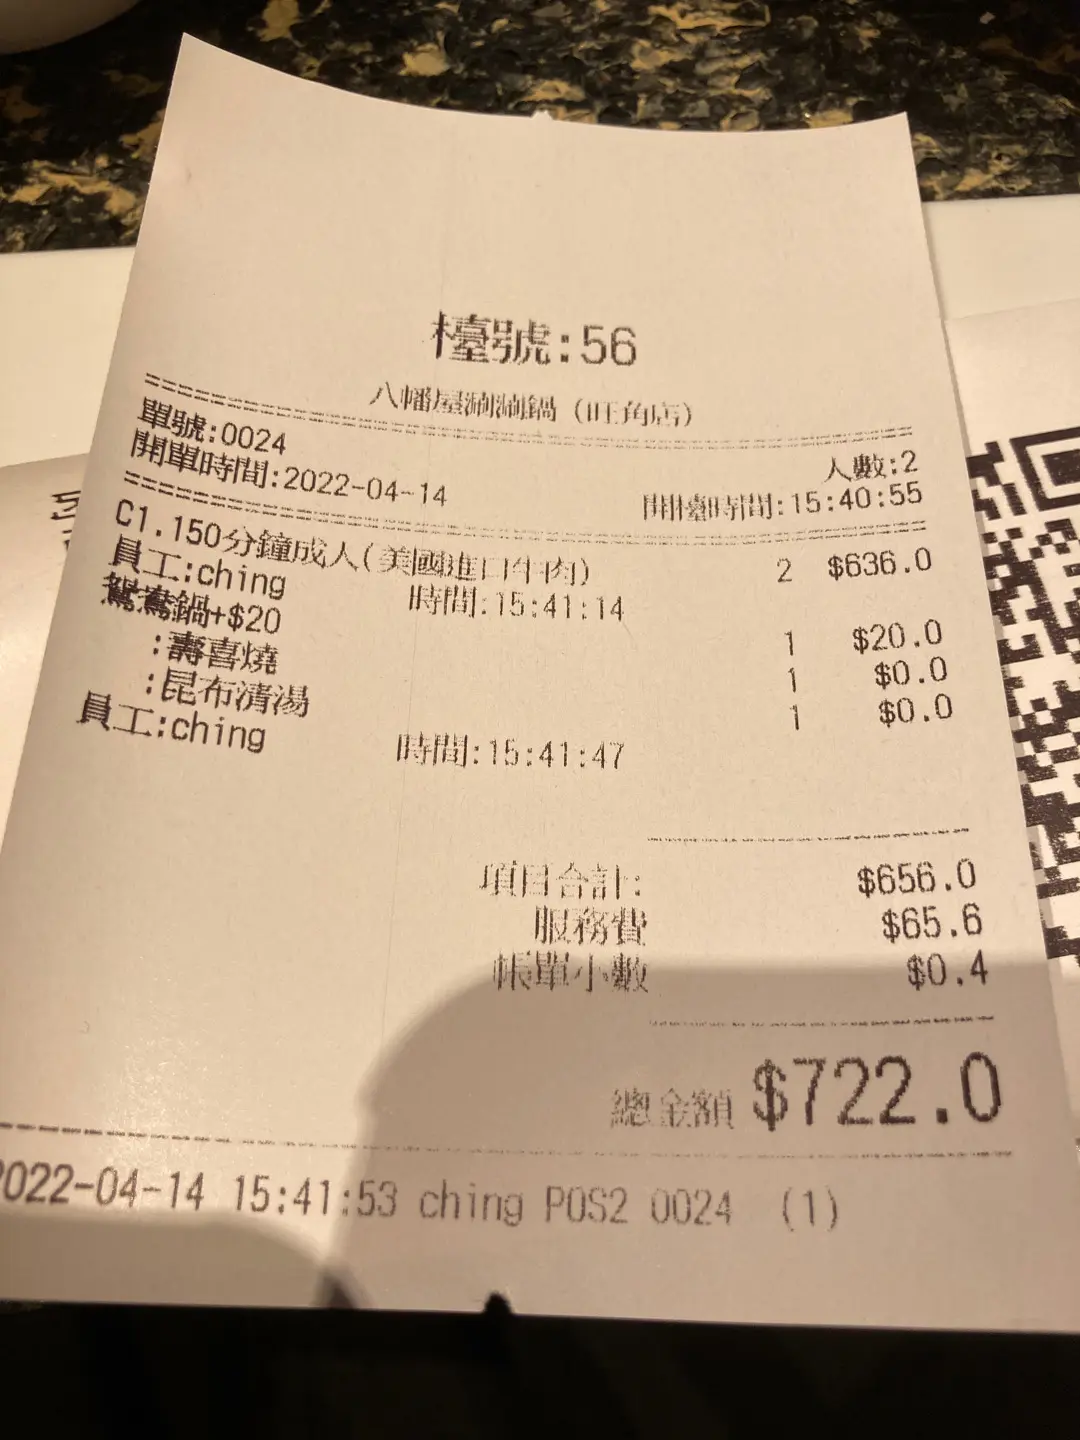 檯號:56
八幡屋涮涮鍋 (旺角店)
單號:0024 人數:2
開單時間:2022-04-14 開檯時間:15:40:55
C1.150分鐘成人(美國進口牛肉) 2 $636.0
員工:ching 時間:15:41:14
鴛鴦鍋+$20 1 $20.0
:壽喜燒 1 $0.0
:昆布清湯 1 $0.0
員工:ching 時間:15:41:47
項目合計: $656.0
服務費 $65.6
帳單小數 $0.4
總金額 $722.0
2022-04-14 15:41:53 ching POS2 0024 (1)